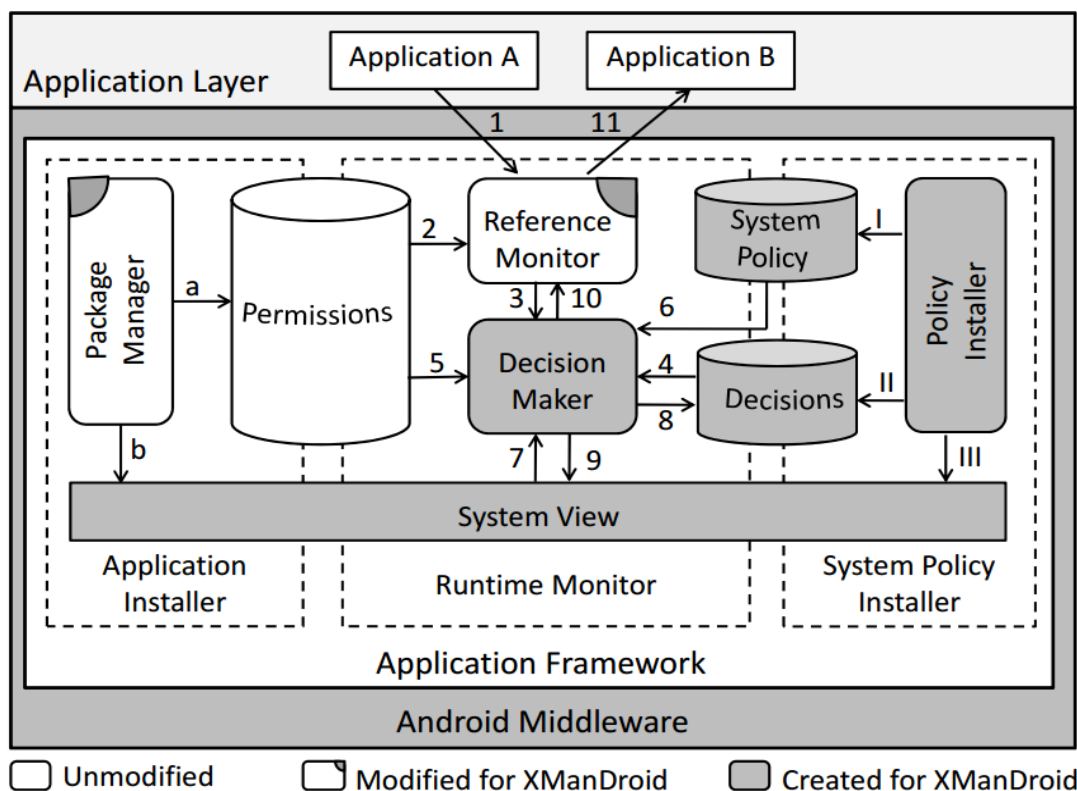 Application A
Application B
Application Layer
1
11
Package
Manager
a
Permissions
2
Reference
Monitor
System
Policy
I
Policy
Installer
3
10
6
5
Decision
Maker
4
8
Decisions
II
b
7
9
III
System View
Application
Installer
Runtime Monitor
System Policy
Installer
Application Framework
Android Middleware
Unmodified
Modified for XManDroid
Created for XManDroid